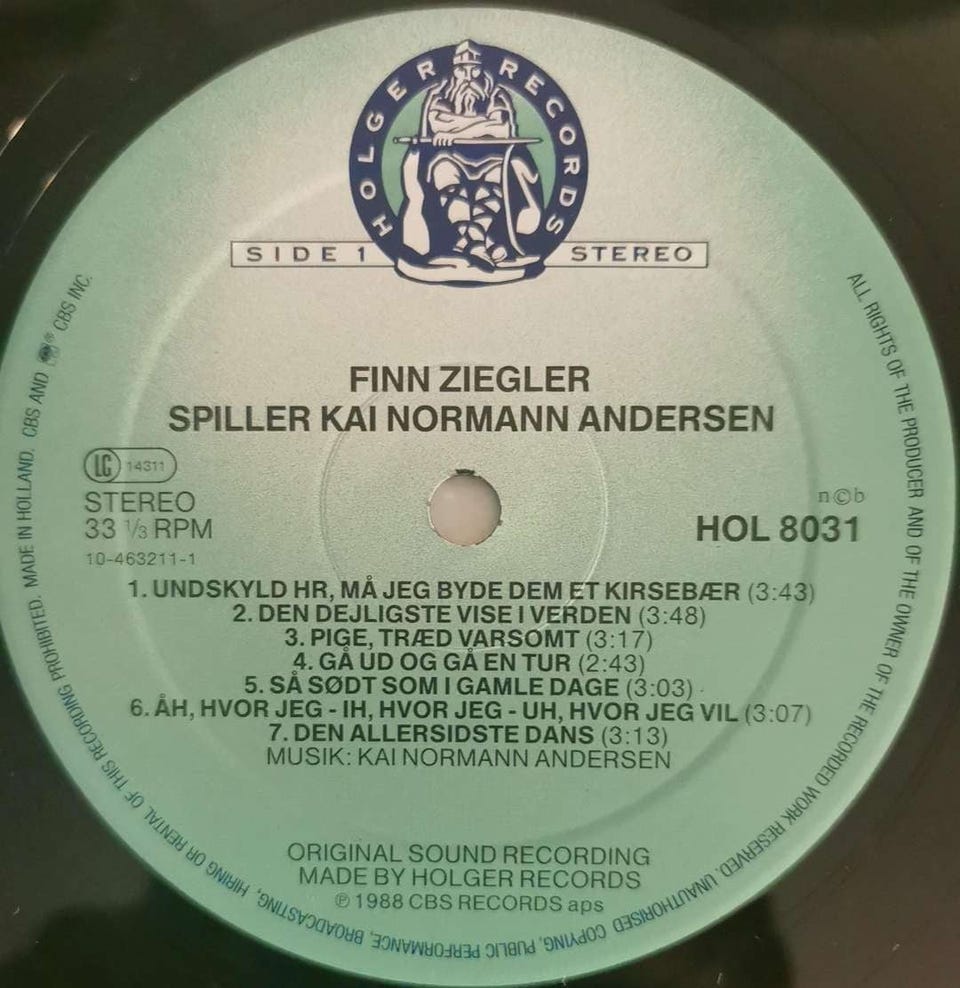 HOLGER RECORDS
SIDE 1
STEREO
FINN ZIEGLER
SPILLER KAI NORMANN ANDERSEN
LC 14311
STEREO
33 1/3 RPM
10-463211-1
n©b
HOL 8031
1. UNDSKYLD HR, MÅ JEG BYDE DEM ET KIRSEBÆR (3:43)
2. DEN DEJLIGSTE VISE I VERDEN (3:48)
3. PIGE, TRÆD VARSOMT (3:17)
4. GÅ UD OG GÅ EN TUR (2:43)
5. SÅ SØDT SOM I GAMLE DAGE (3:03)
6. ÅH, HVOR JEG - IH, HVOR JEG - UH, HVOR JEG VIL (3:07)
7. DEN ALLERSIDSTE DANS (3:13)
MUSIK: KAI NORMANN ANDERSEN
ORIGINAL SOUND RECORDING
MADE BY HOLGER RECORDS
℗ 1988 CBS RECORDS aps
ALL RIGHTS OF THE PRODUCER AND OF THE OWNER OF THE RECORDED WORK RESERVED. UNAUTHORISED COPYING, PUBLIC PERFORMANCE, BROADCASTING, HIRING OR RENTAL OF THIS RECORDING PROHIBITED. MADE IN HOLLAND. CBS AND ® CBS INC.